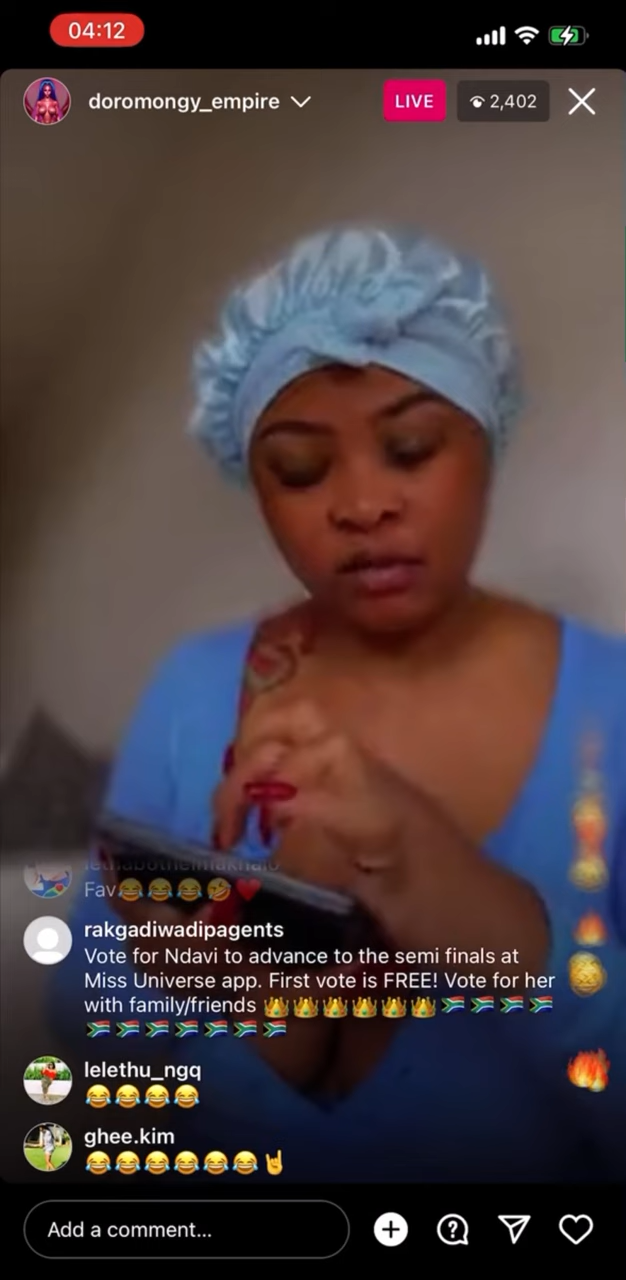 04:12
doromongy_empire
LIVE
2,402
Fav😂😂😂🤣❤️
rakgadiwadipagents
Vote for Ndavi to advance to the semi finals at
Miss Universe app. First vote is FREE! Vote for her
with family/friends 👑👑👑👑👑👑🇿🇦🇿🇦🇿🇦🇿🇦
🇿🇦🇿🇦🇿🇦🇿🇦🇿🇦🇿🇦🇿🇦
lelethu_ngq
😂😂😂😂
ghee.kim
😂😂😂😂😂😂🤘
Add a comment...